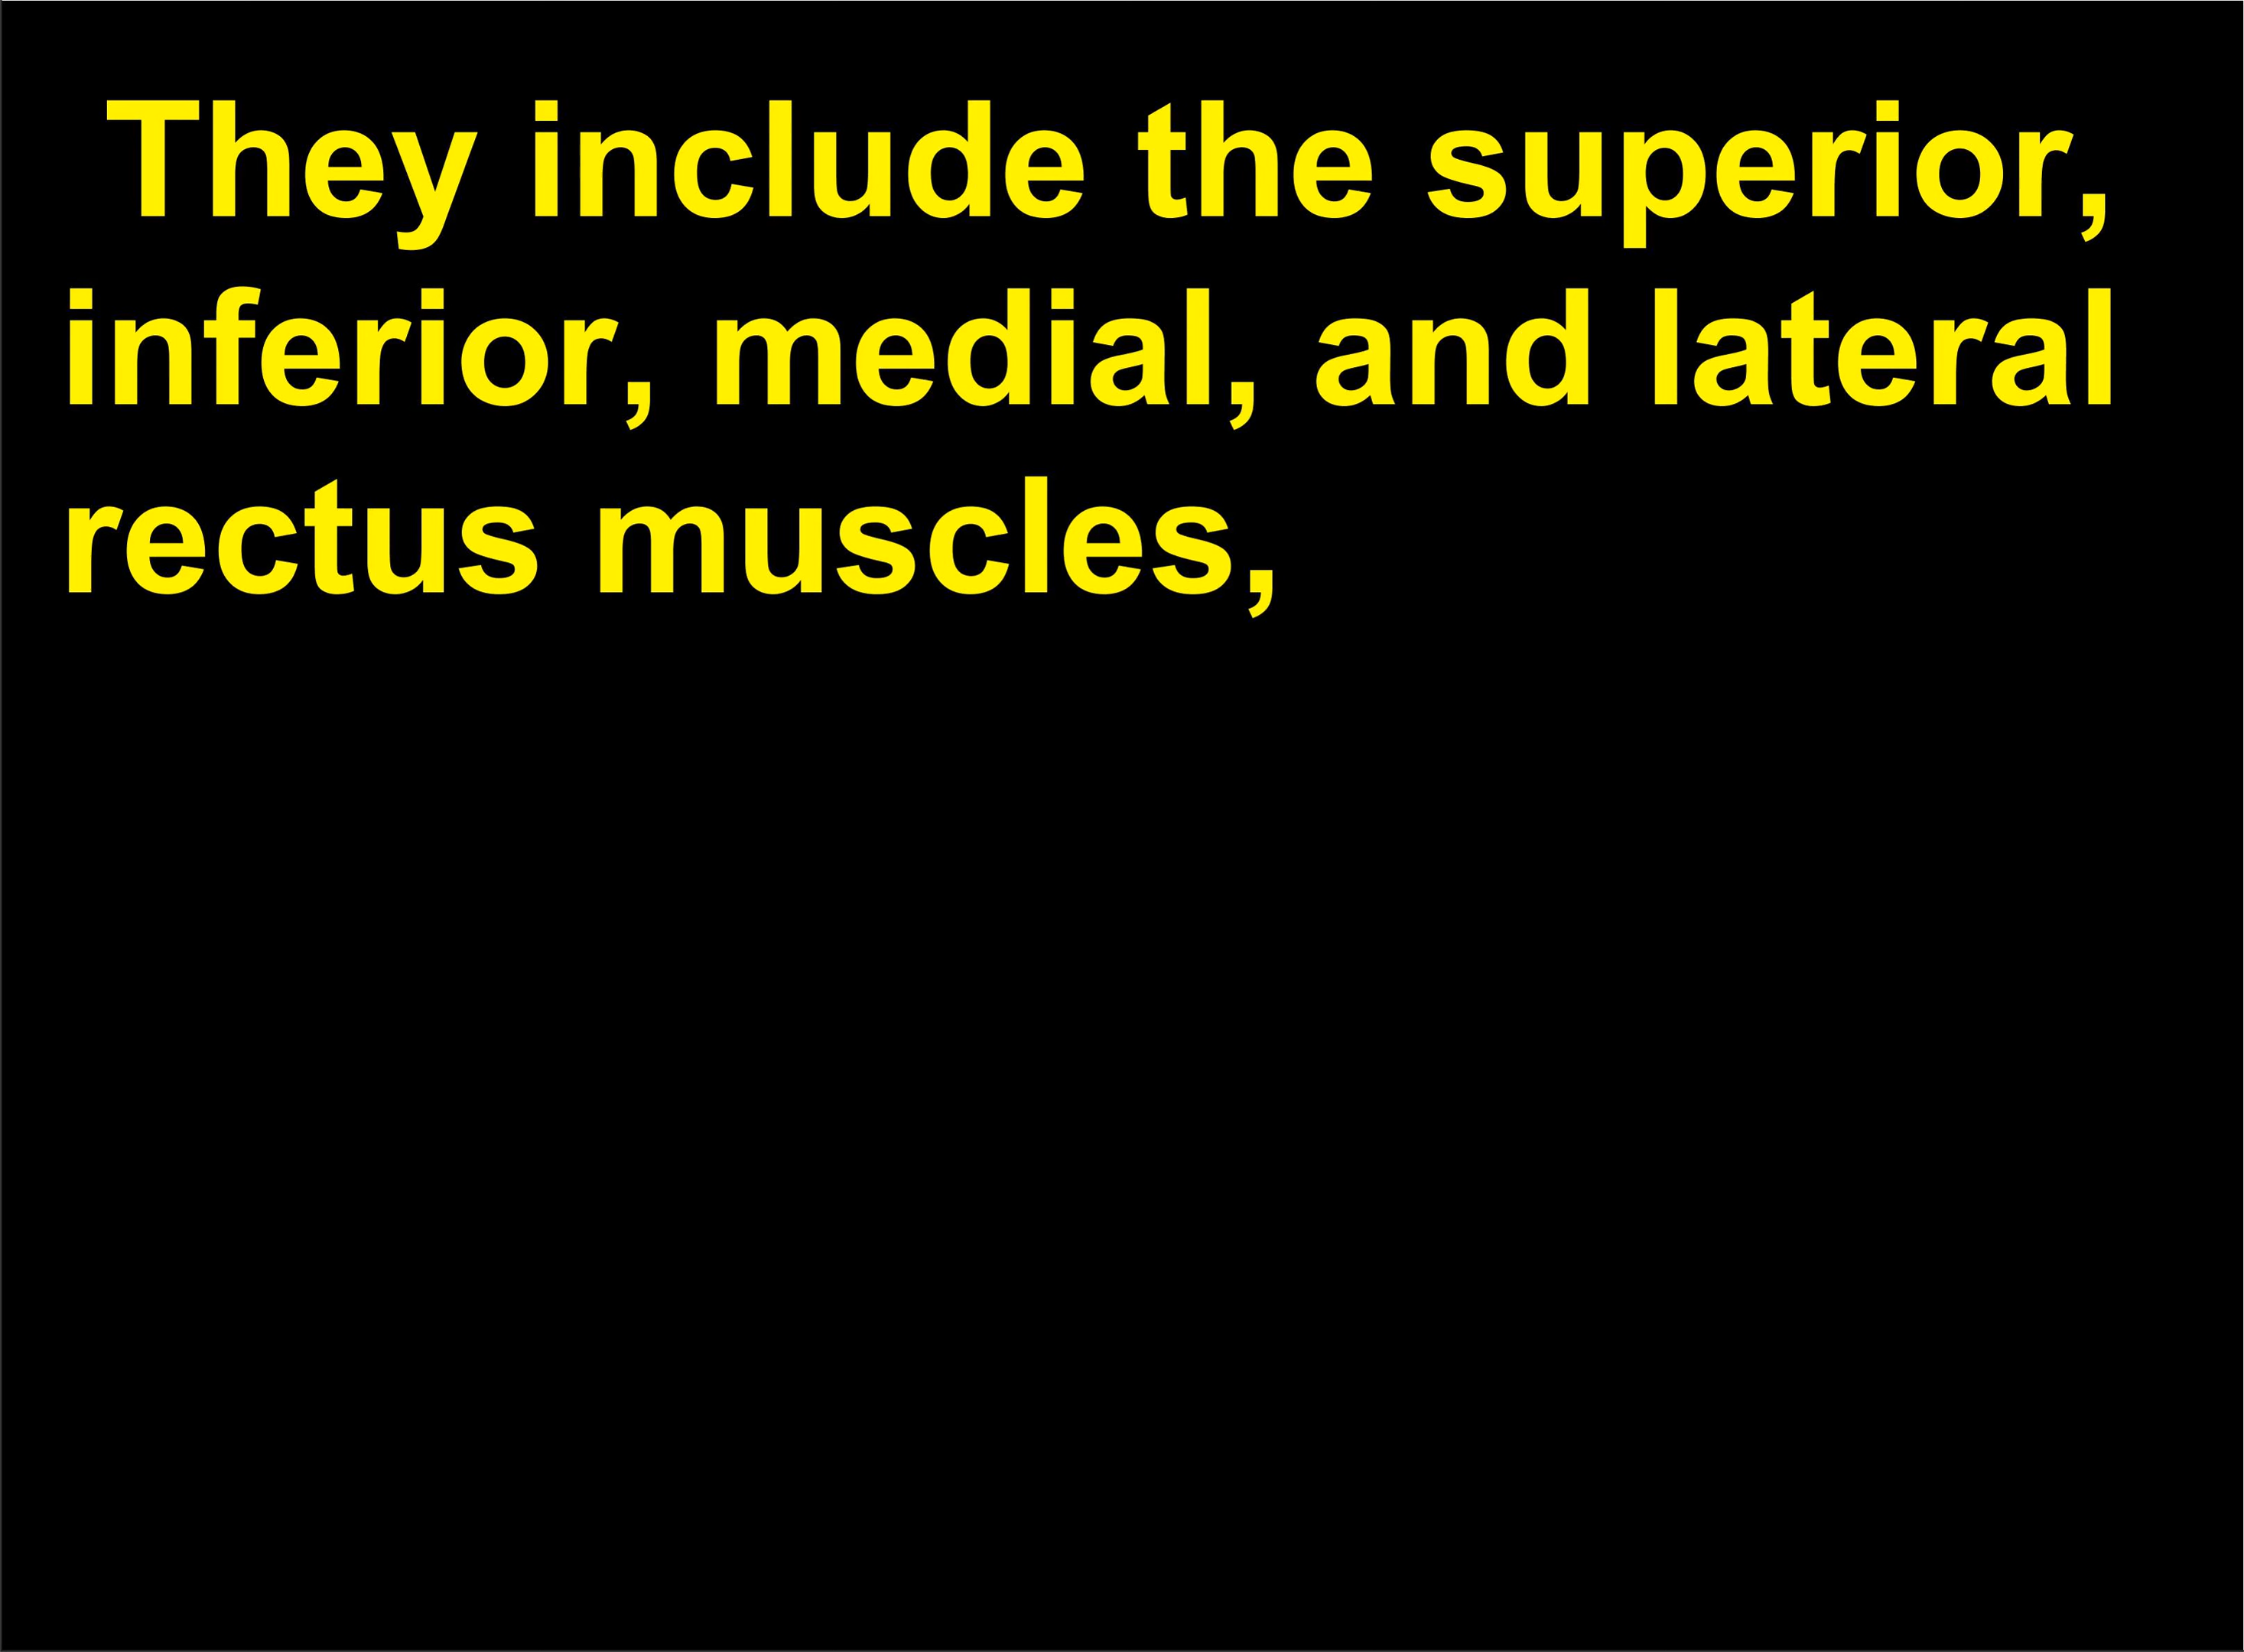 They include the superior,
inferior, medial, and lateral
rectus muscles,